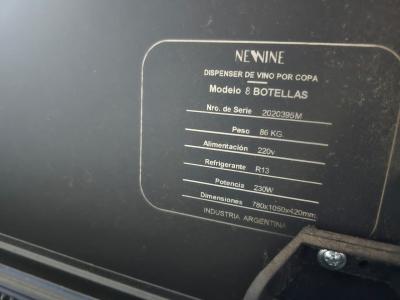 NEWINE
DISPENSER DE VINO POR COPA
Modelo 8 BOTELLAS
Nro. de Serie 2020395M
Peso 86 KG.
Alimentación 220v
Refrigerante R13
Potencia 230W
Dimensiones 780x1050x420mm.
INDUSTRIA ARGENTINA